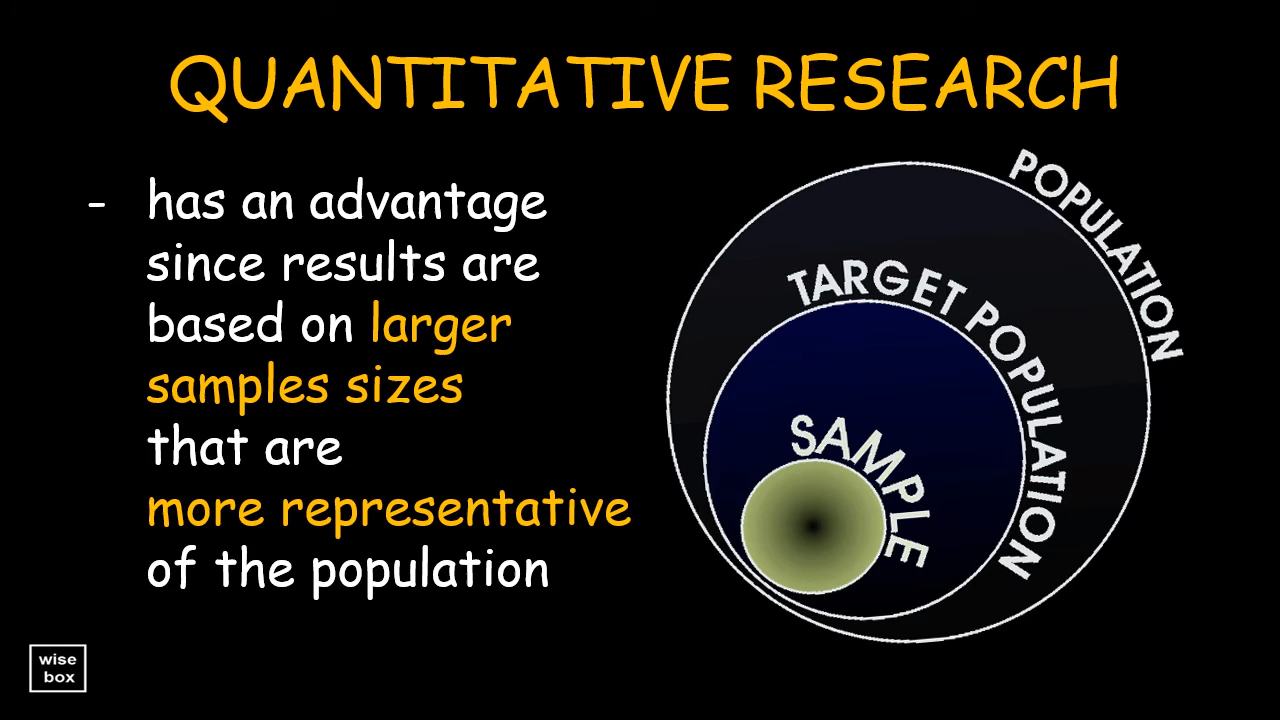 QUANTITATIVE RESEARCH
- has an advantage
since results are
based on larger
samples sizes
that are
more representative
of the population
POPULATION
TARGET POPULATION
SAMPLE
wise
box